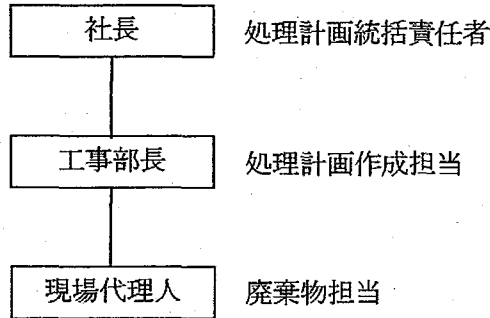 社長 処理計画統括責任者
工事部長 処理計画作成担当
現場代理人 廃棄物担当